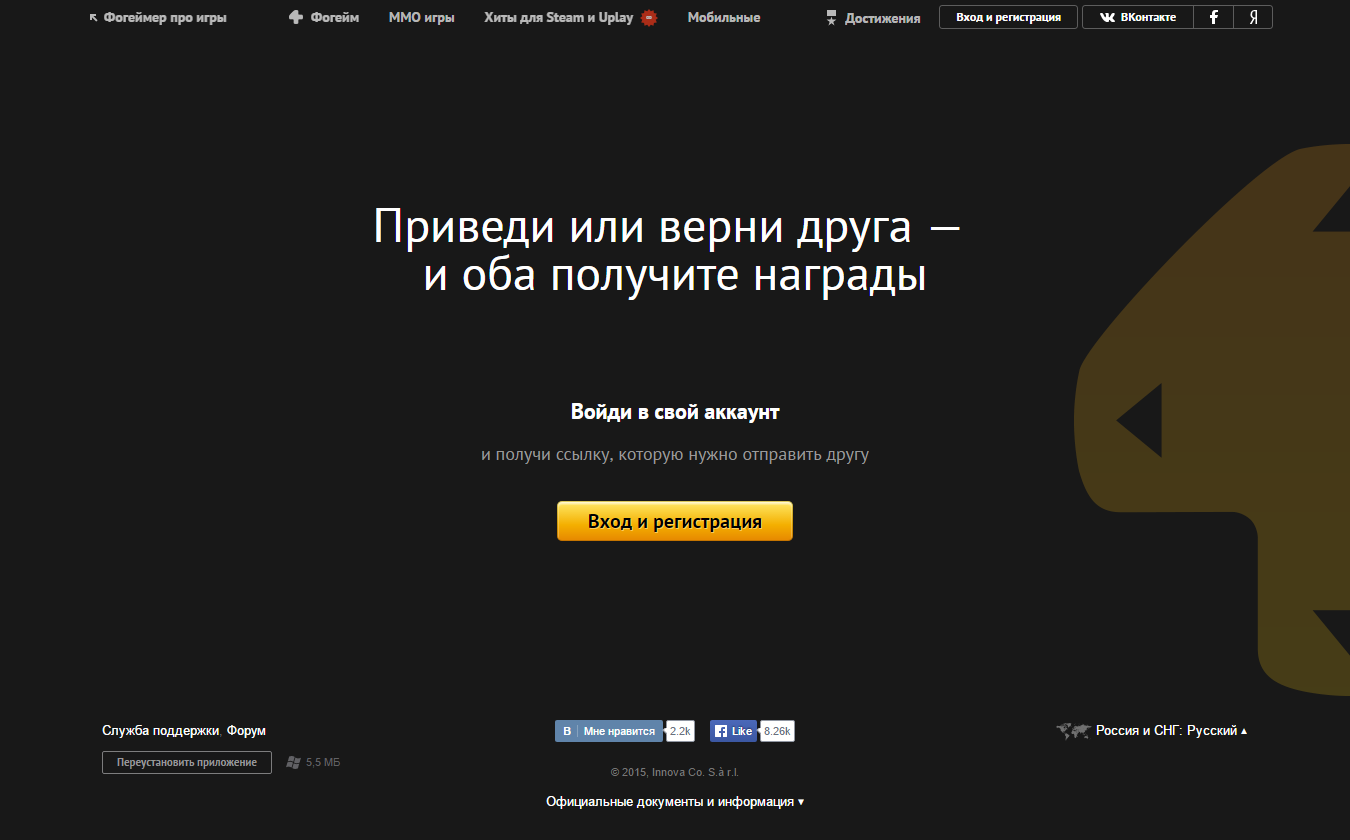 Фогеймер про игры
Фогейм
ММО игры
Хиты для Steam и Uplay
Мобильные
Достижения
Вход и регистрация
ВКонтакте
f
Я
Приведи или верни друга —
и оба получите награды
Войди в свой аккаунт
и получи ссылку, которую нужно отправить другу
Вход и регистрация
Служба поддержки, Форум
Переустановить приложение
5,5 МБ
B Мне нравится 2.2k
f Like 8.26k
Россия и СНГ: Русский ▴
© 2015, Innova Co. S.à r.l.
Официальные документы и информация ▾